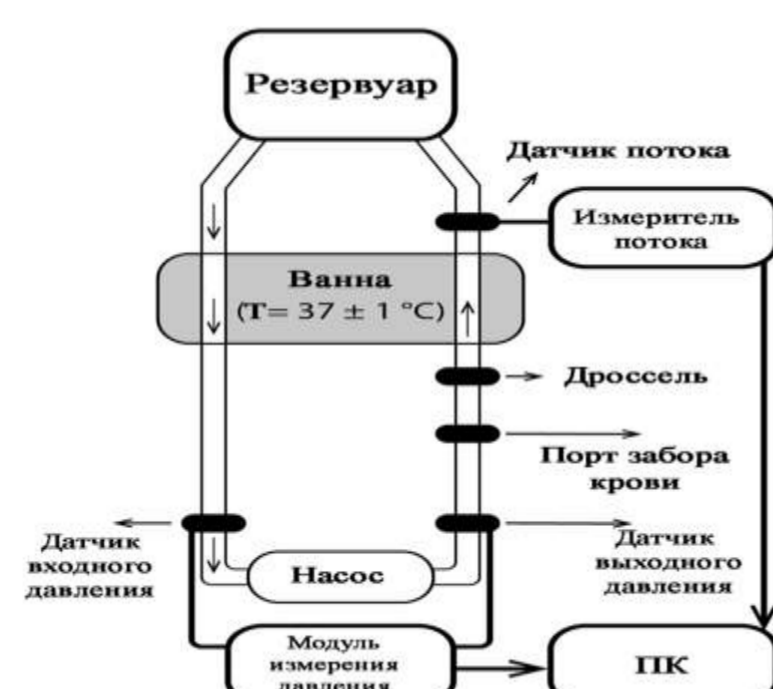 Резервуар
Датчик потока
Измеритель
потока
Ванна
(T= 37 ± 1 °C)
Дроссель
Порт забора
крови
Датчик
входного
давления
Датчик
выходного
давления
Насос
Модуль
измерения
давления
ПК